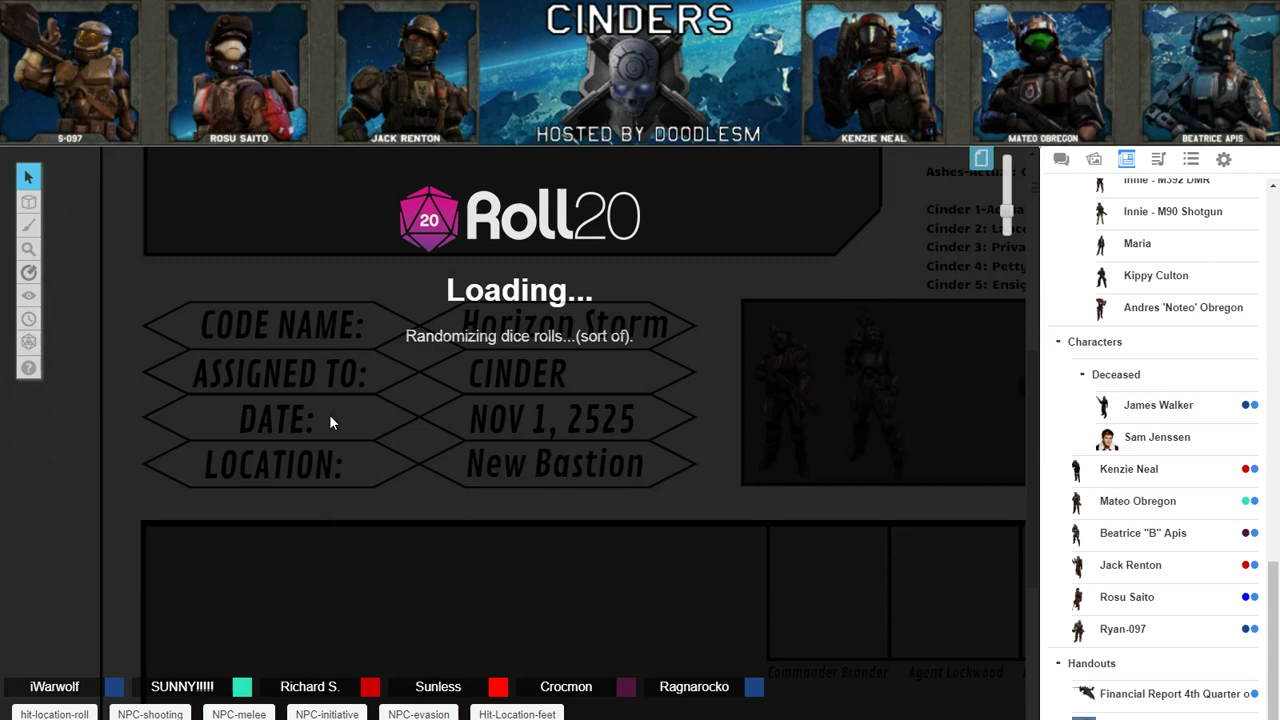 CINDERS
HOSTED BY DOODLESM
S-097
ROSU SAITO
JACK RENTON
KENZIE NEAL
MATEO OBREGON
BEATRICE APIS
20
Roll20
Loading...
Randomizing dice rolls...(sort of).
CODE NAME: Horizon Storm
ASSIGNED TO: CINDER
DATE: NOV 1, 2525
LOCATION: New Bastion
Ashes-Actual:
Cinder 1-
Cinder 2:
Cinder 3:
Cinder 4: Petty
Cinder 5:
Commander Brander
Agent Lockwood
Innie - M392 DMR
Innie - M90 Shotgun
Maria
Kippy Culton
Andres 'Noteo' Obregon
Characters
Deceased
James Walker
Sam Jenssen
Kenzie Neal
Mateo Obregon
Beatrice "B" Apis
Jack Renton
Rosu Saito
Ryan-097
Handouts
Financial Report 4th Quarter o
iWarwolf
SUNNY!!!!!
Richard S.
Sunless
Crocmon
Ragnarocko
hit-location-roll
NPC-shooting
NPC-melee
NPC-initiative
NPC-evasion
Hit-Location-feet